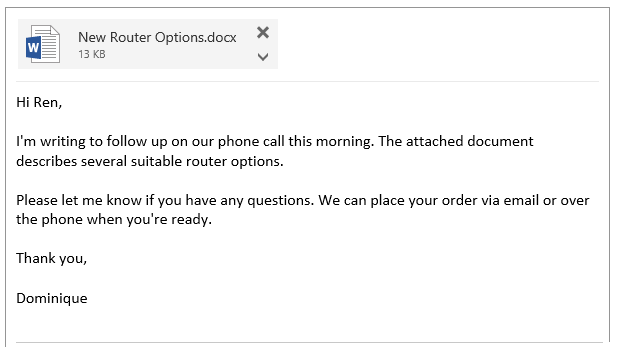 New Router Options.docx
13 KB
Hi Ren,
I'm writing to follow up on our phone call this morning. The attached document
describes several suitable router options.
Please let me know if you have any questions. We can place your order via email or over
the phone when you're ready.
Thank you,
Dominique